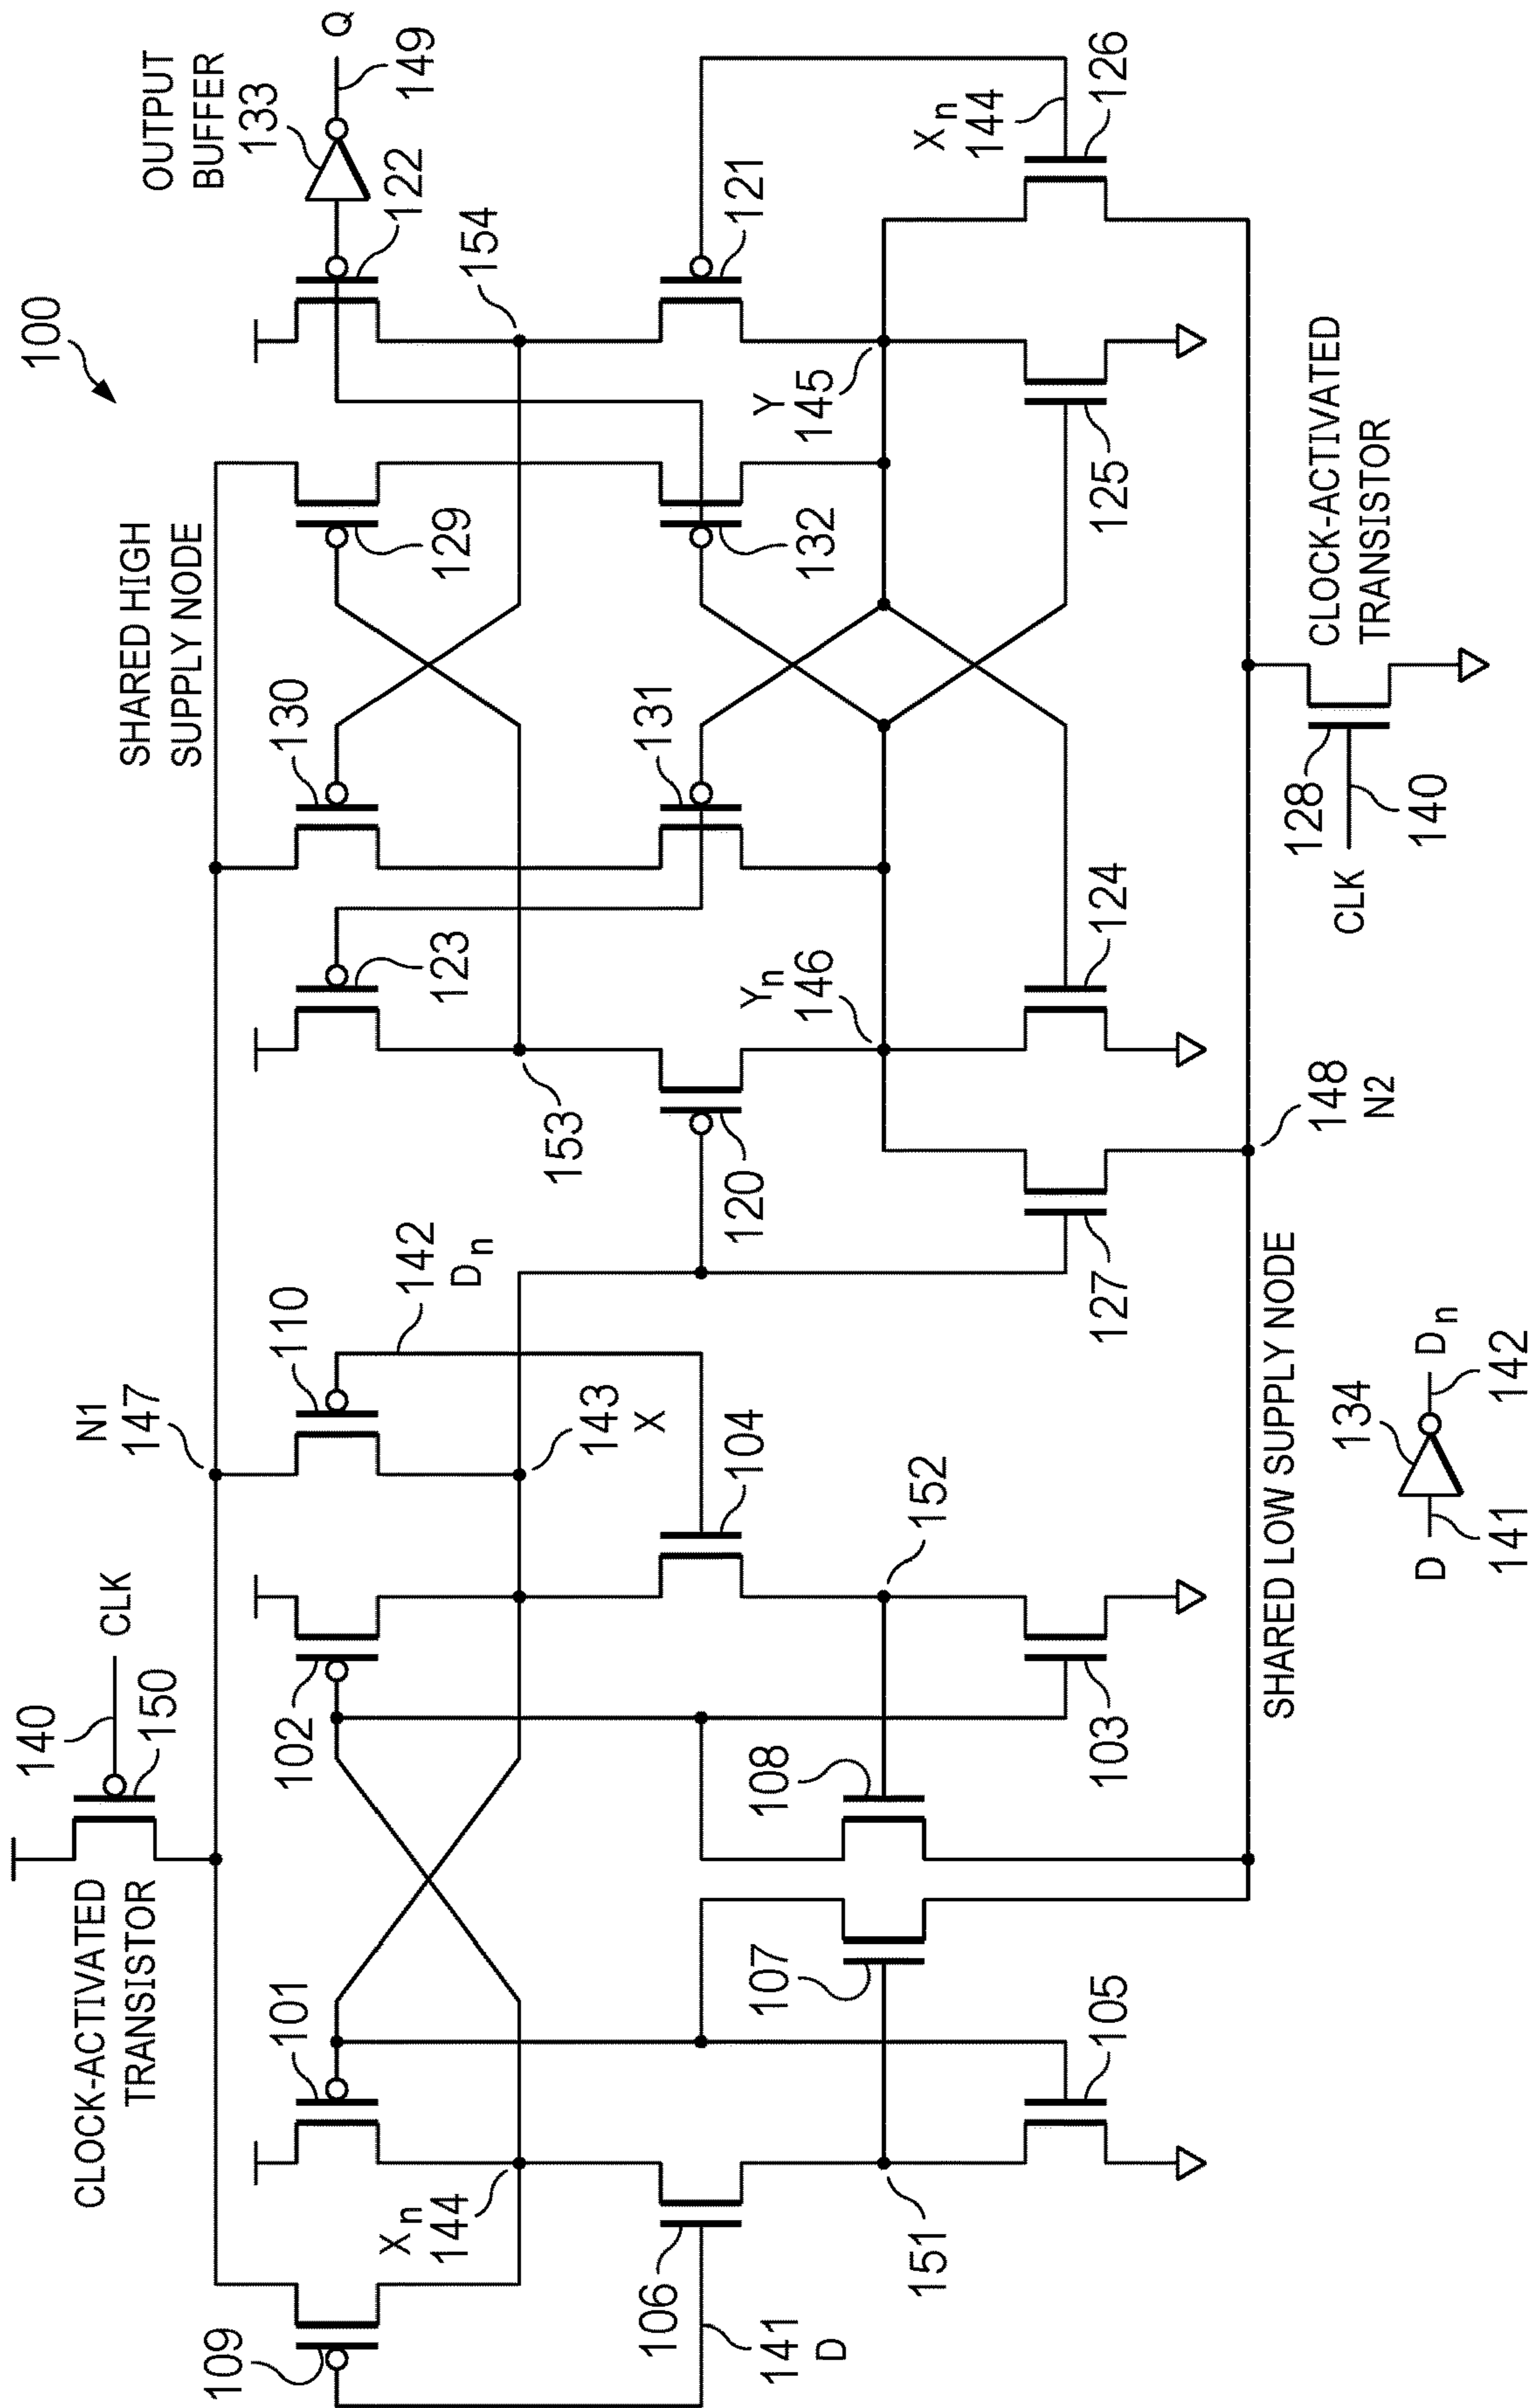 100
CLOCK-ACTIVATED
TRANSISTOR
140
CLK
150
N1
147
SHARED HIGH
SUPPLY NODE
OUTPUT
BUFFER
133
Q
149
109
101
102
110
142
Dn
123
130
129
122
Xn
144
143
X
153
154
106
141
D
104
120
131
132
121
107
108
151
152
Yn
146
Y
145
Xn
144
105
103
127
124
125
126
SHARED LOW SUPPLY NODE
148
N2
128
CLK
140
CLOCK-ACTIVATED
TRANSISTOR
D
141
134
Dn
142